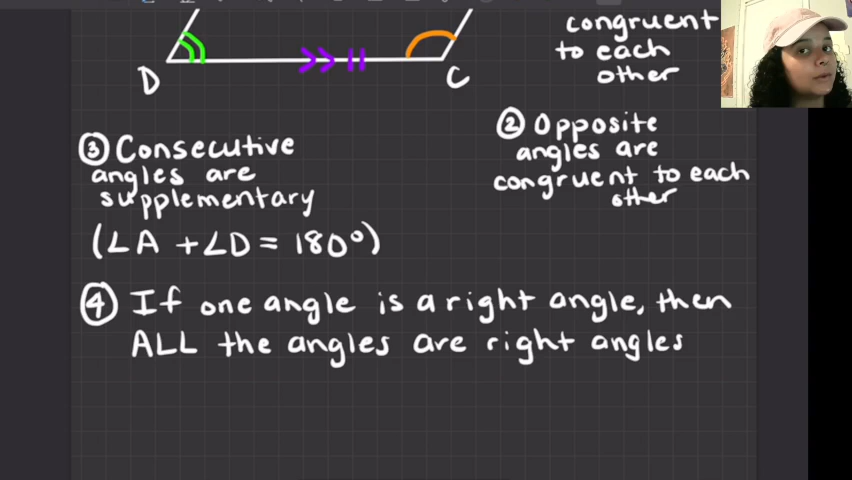 congruent
to each
other
D
C
② Opposite
angles are
congruent to each
other
③ Consecutive
angles are
supplementary
(∠A + ∠D = 180°)
④ If one angle is a right angle, then
ALL the angles are right angles